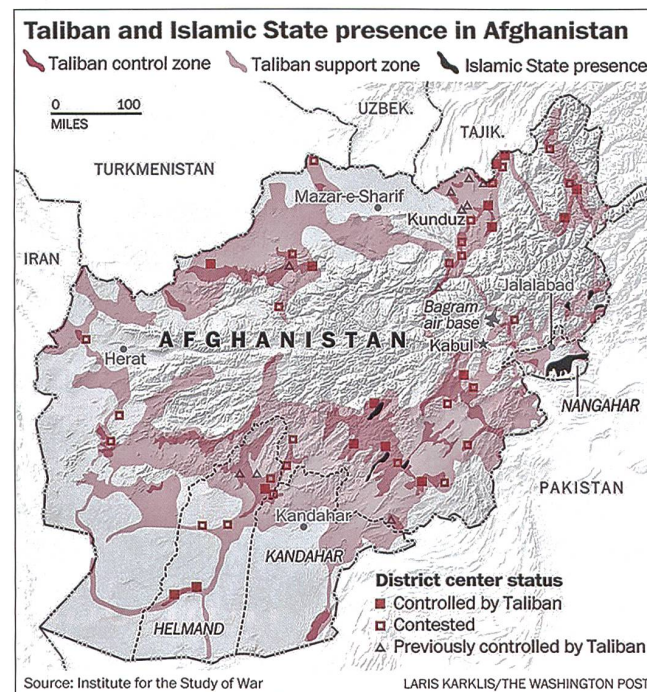 Taliban and Islamic State presence in Afghanistan
Taliban control zone Taliban support zone Islamic State presence
0 100
MILES
UZBEK.
TAJIK.
TURKMENISTAN
Mazar-e-Sharif
Kunduz
IRAN
Jalalabad
Bagram
air base
AFGHANISTAN
Kabul
Herat
NANGAHAR
PAKISTAN
Kandahar
KANDAHAR
District center status
Controlled by Taliban
Contested
HELMAND
Previously controlled by Taliban
Source: Institute for the Study of War LARIS KARKLIS/THE WASHINGTON POST